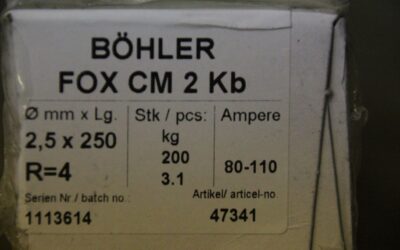 BÖHLER
FOX CM 2 Kb
Ø mm x Lg. Stk / pcs: Ampere
kg
2,5 x 250 200 80-110
R=4 3.1
Serien Nr./ batch no.: Artikel/ articel-no.:
1113614 47341